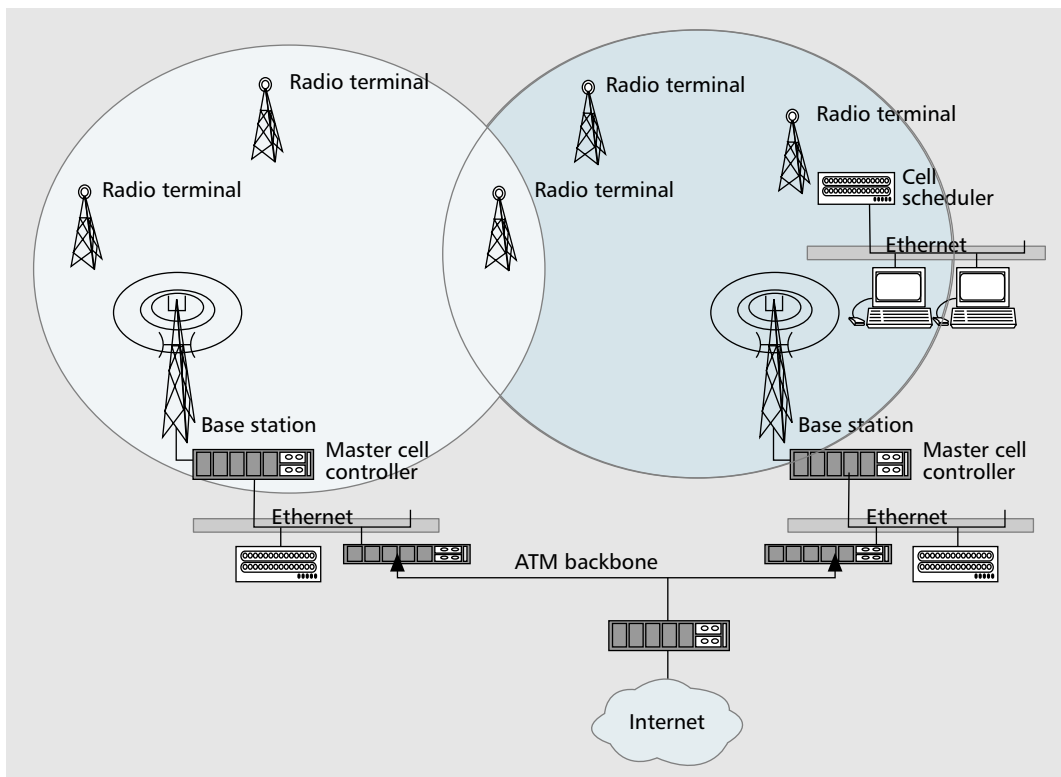 Radio terminal
Radio terminal
Radio terminal
Radio terminal
Radio terminal
Cell
scheduler
Ethernet
Base station
Base station
Master cell
controller
Master cell
controller
Ethernet
Ethernet
ATM backbone
Internet